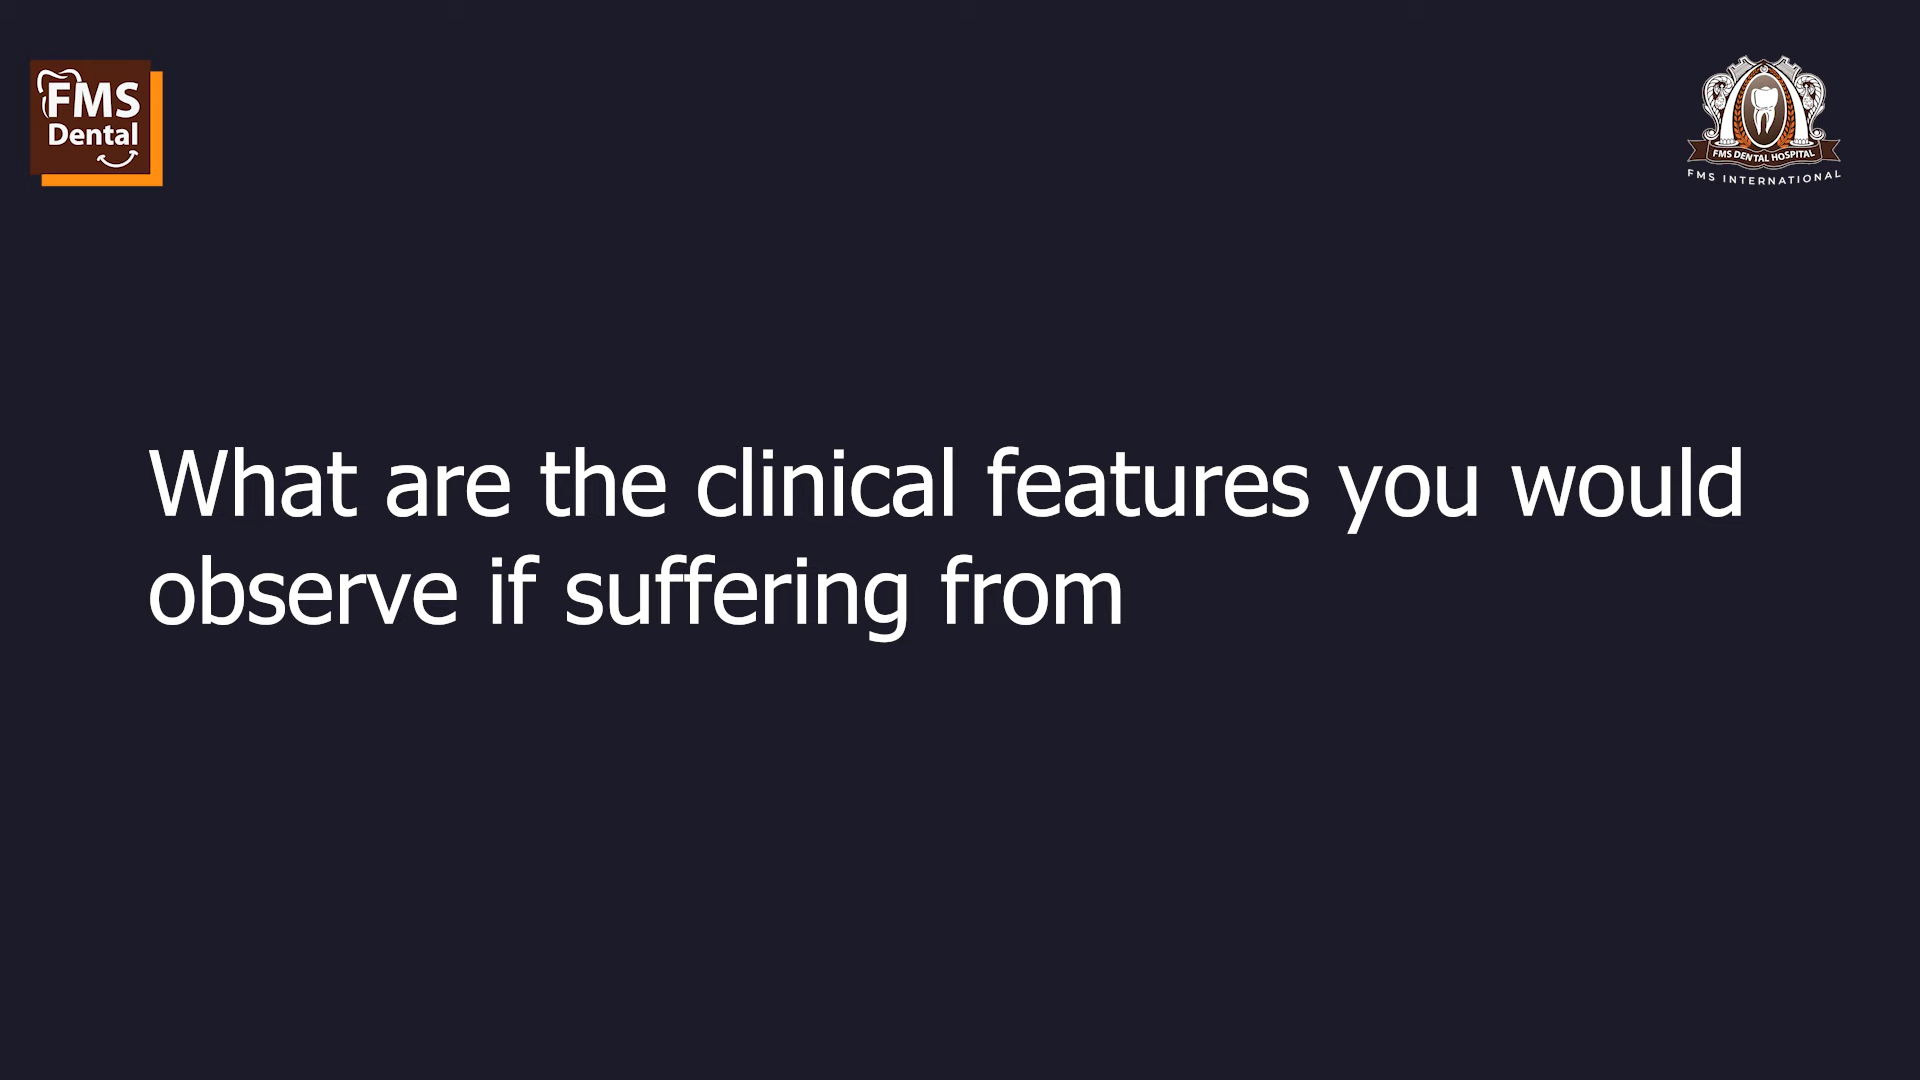 FMS
Dental
FMS DENTAL HOSPITAL
FMS INTERNATIONAL
What are the clinical features you would
observe if suffering from